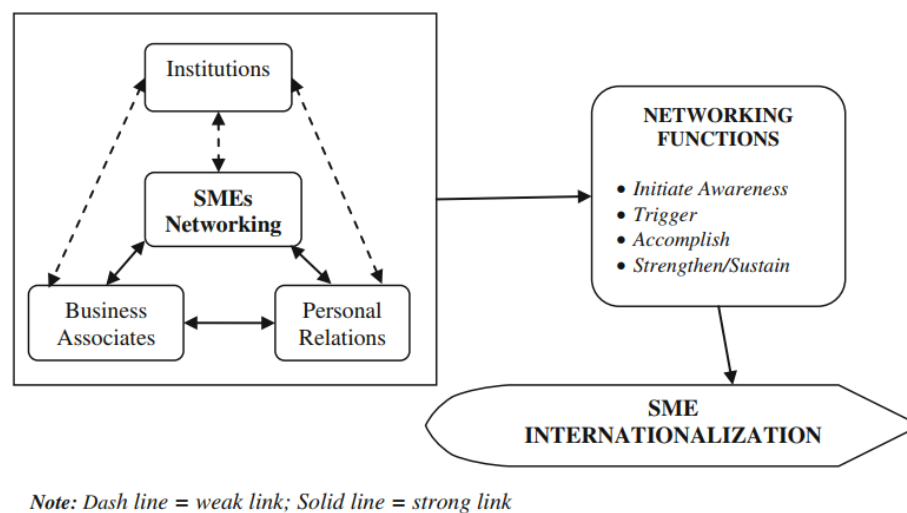 Institutions
SMEs
Networking
Business
Associates
Personal
Relations
NETWORKING
FUNCTIONS
• Initiate Awareness
• Trigger
• Accomplish
• Strengthen/Sustain
SME
INTERNATIONALIZATION
Note: Dash line = weak link; Solid line = strong link